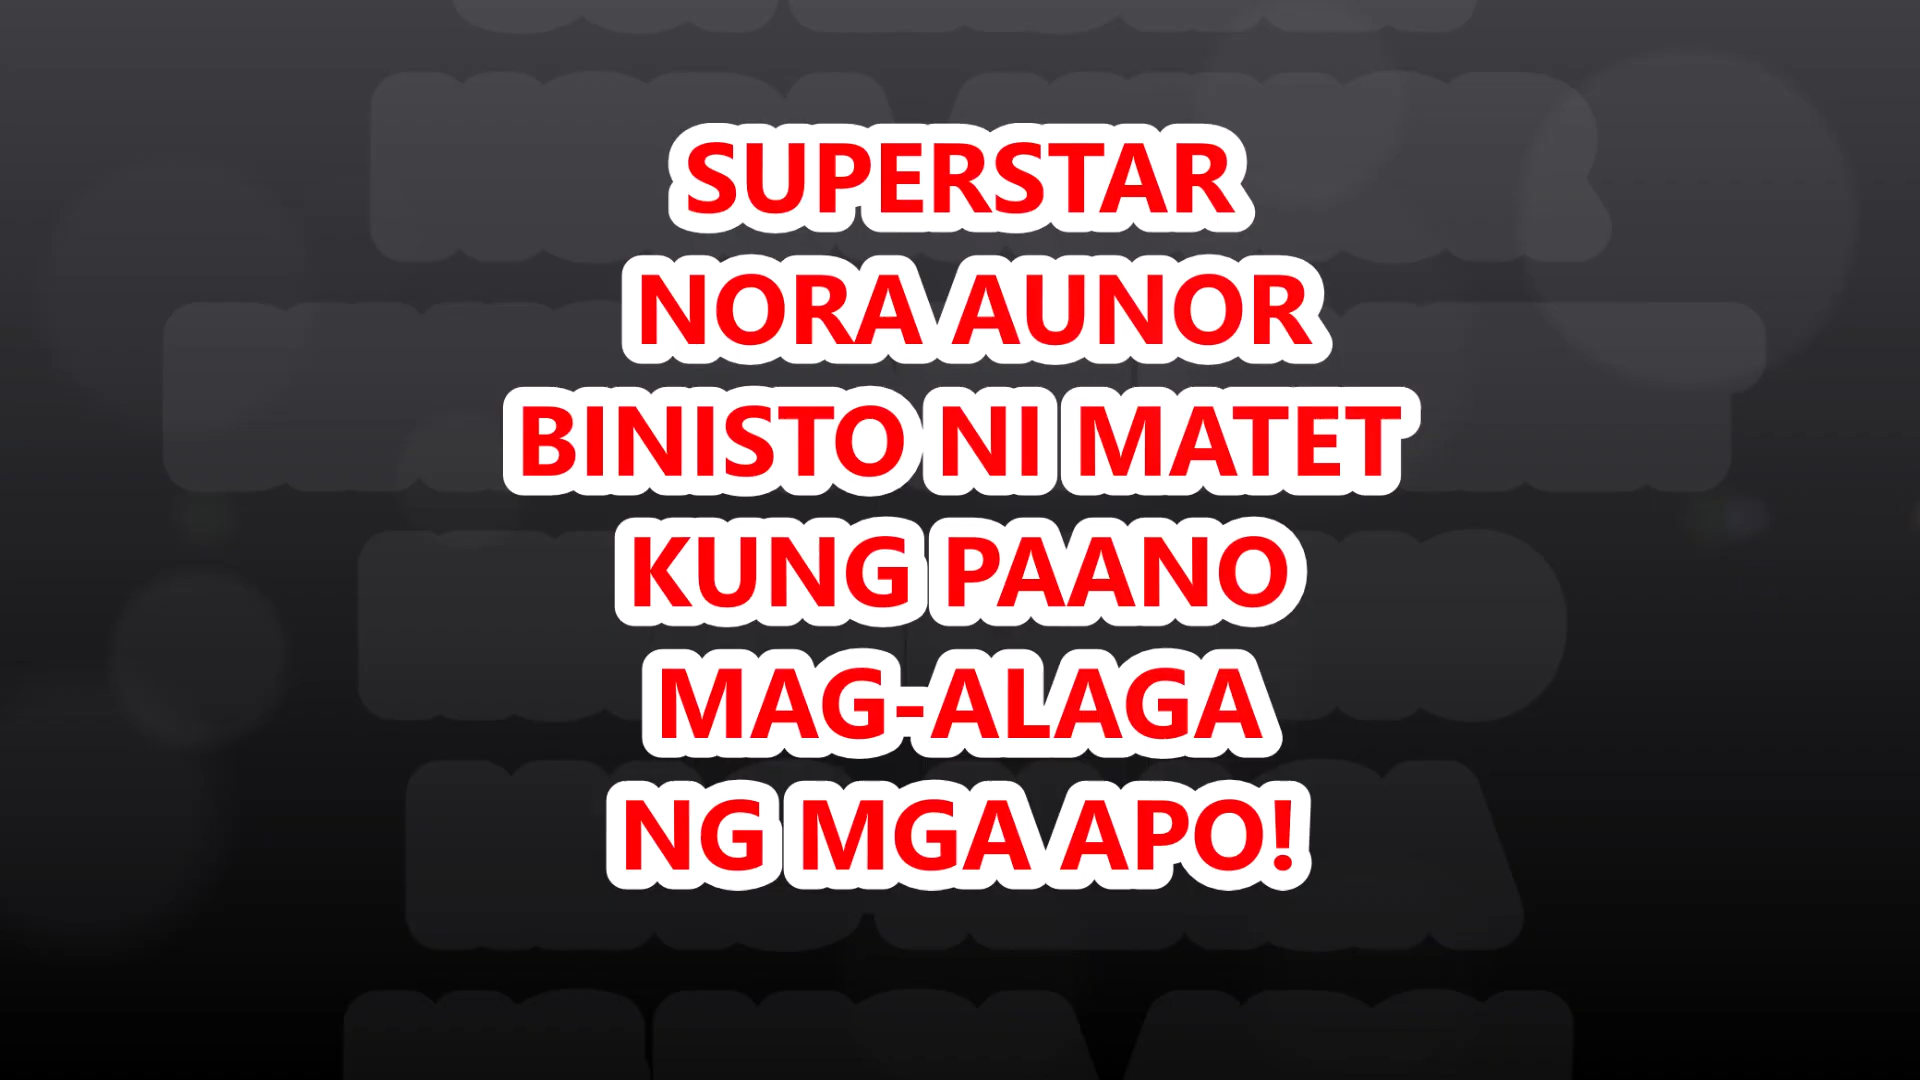 SUPERSTAR
NORA AUNOR
BINISTO NI MATET
KUNG PAANO
MAG-ALAGA
NG MGA APO!